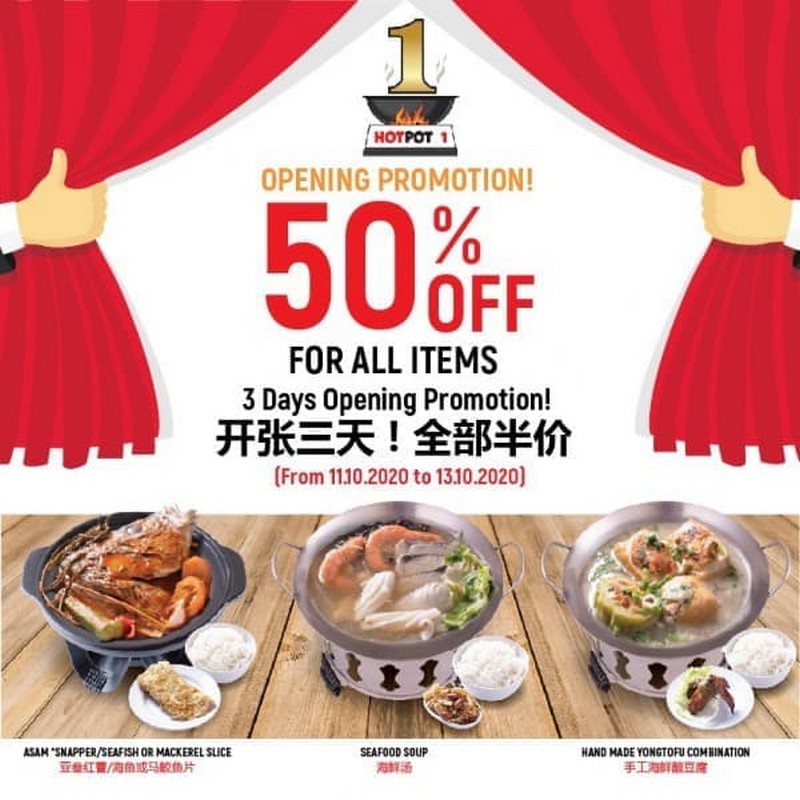 1
HOTPOT 1
OPENING PROMOTION!
50% OFF
FOR ALL ITEMS
3 Days Opening Promotion!
开张三天！全部半价
(From 11.10.2020 to 13.10.2020)
ASAM *SNAPPER/SEAFISH OR MACKEREL SLICE
亚叁红曹/海鱼或马鲛鱼片
SEAFOOD SOUP
海鲜汤
HAND MADE YONGTOFU COMBINATION
手工海鲜酿豆腐